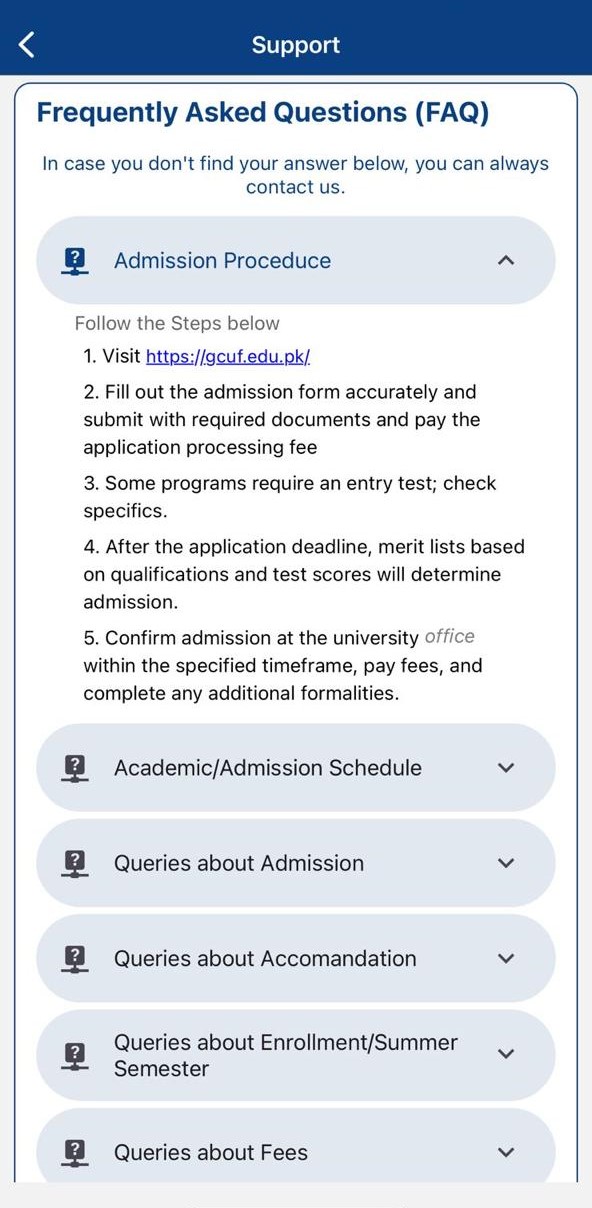 Support
Frequently Asked Questions (FAQ)
In case you don't find your answer below, you can always
contact us.
Admission Produce
Follow the Steps below
1. Visit https://gcuf.edu.pk/
2. Fill out the admission form accurately and
submit with required documents and pay the
application processing fee
3. Some programs require an entry test; check
specifics.
4. After the application deadline, merit lists based
on qualifications and test scores will determine
admission.
5. Confirm admission at the university office
within the specified timeframe, pay fees, and
complete any additional formalities.
Academic/Admission Schedule
Queries about Admission
Queries about Accomandation
Queries about Enrollment/Summer
Semester
Queries about Fees